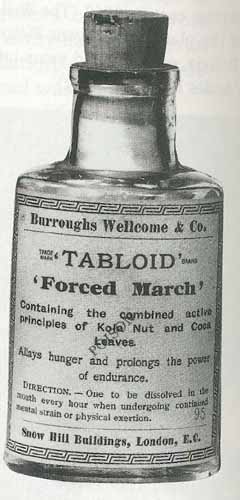 Burroughs Wellcome & Co.
TRADE MARK 'TABLOID' BRAND
'Forced March'
Containing the combined active
principles of Kola Nut and Coca
Leaves.
Allays hunger and prolongs the power
of endurance.
DIRECTION. — One to be dissolved in the
mouth every hour when undergoing continued
mental strain or physical exertion.
95
Snow Hill Buildings, London, E.C.